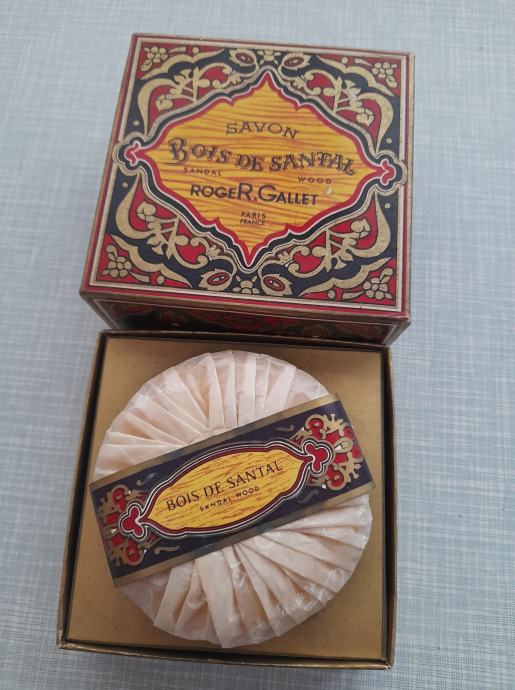 SAVON
BOIS DE SANTAL
SANDAL WOOD
ROGER.GALLET
PARIS
FRANCE
BOIS DE SANTAL
SANDAL WOOD